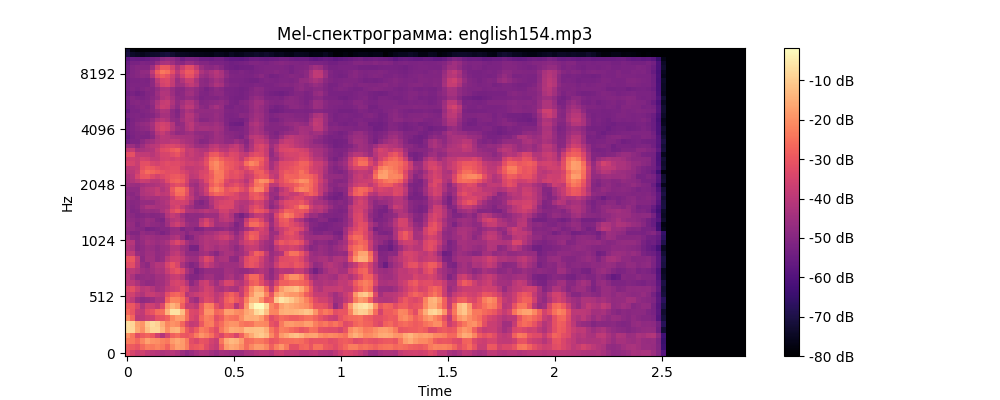 Mel-спектрограмма: english154.mp3
Hz
8192
4096
2048
1024
512
0
0 0.5 1 1.5 2 2.5
Time
-10 dB
-20 dB
-30 dB
-40 dB
-50 dB
-60 dB
-70 dB
-80 dB